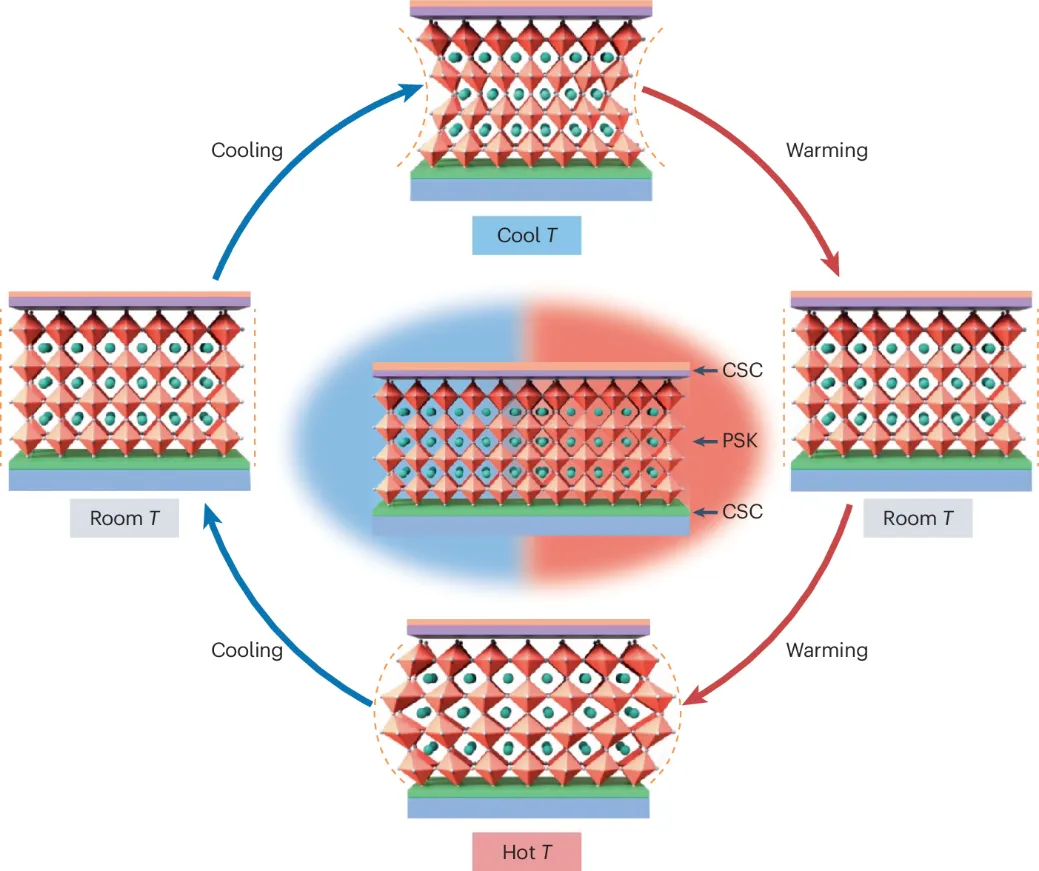 Cooling
Warming
Cool T
CSC
PSK
CSC
Room T
Room T
Cooling
Warming
Hot T